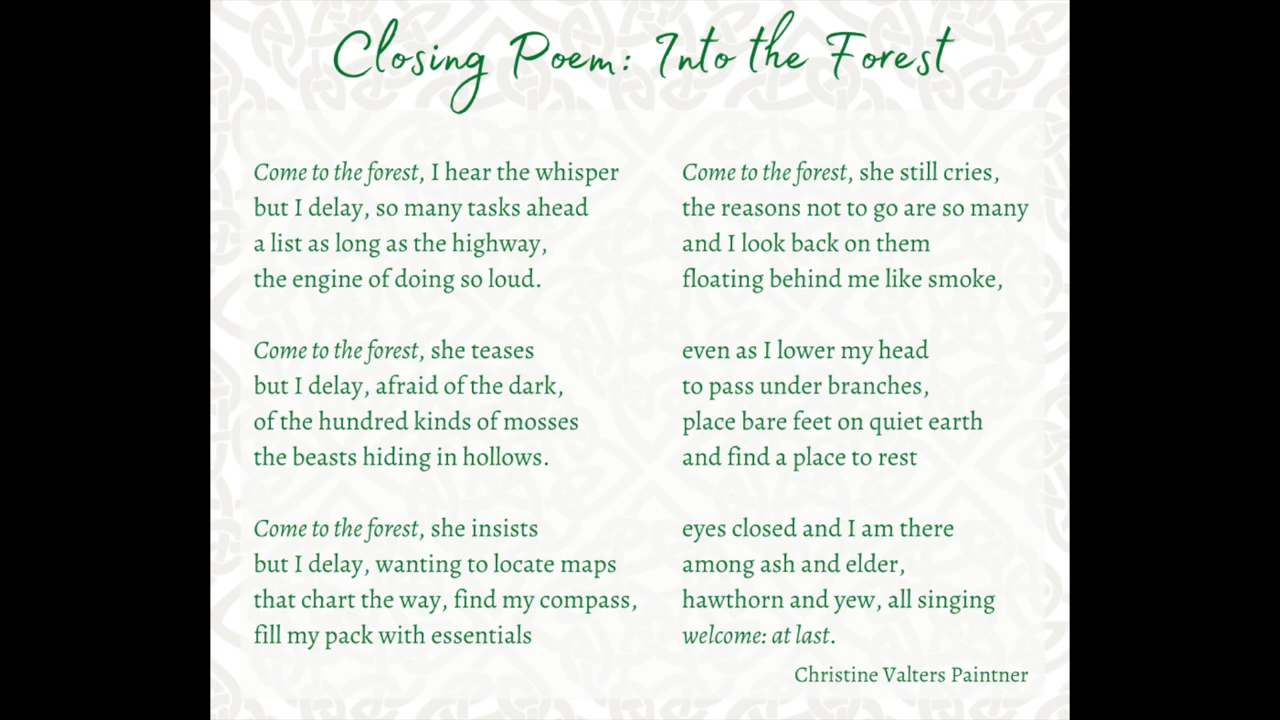 Closing Poem: Into the Forest
Come to the forest, I hear the whisper
but I delay, so many tasks ahead
a list as long as the highway,
the engine of doing so loud.
Come to the forest, she teases
but I delay, afraid of the dark,
of the hundred kinds of mosses
the beasts hiding in hollows.
Come to the forest, she insists
but I delay, wanting to locate maps
that chart the way, find my compass,
fill my pack with essentials
Come to the forest, she still cries,
the reasons not to go are so many
and I look back on them
floating behind me like smoke,
even as I lower my head
to pass under branches,
place bare feet on quiet earth
and find a place to rest
eyes closed and I am there
among ash and elder,
hawthorn and yew, all singing
welcome: at last.
Christine Valters Paintner